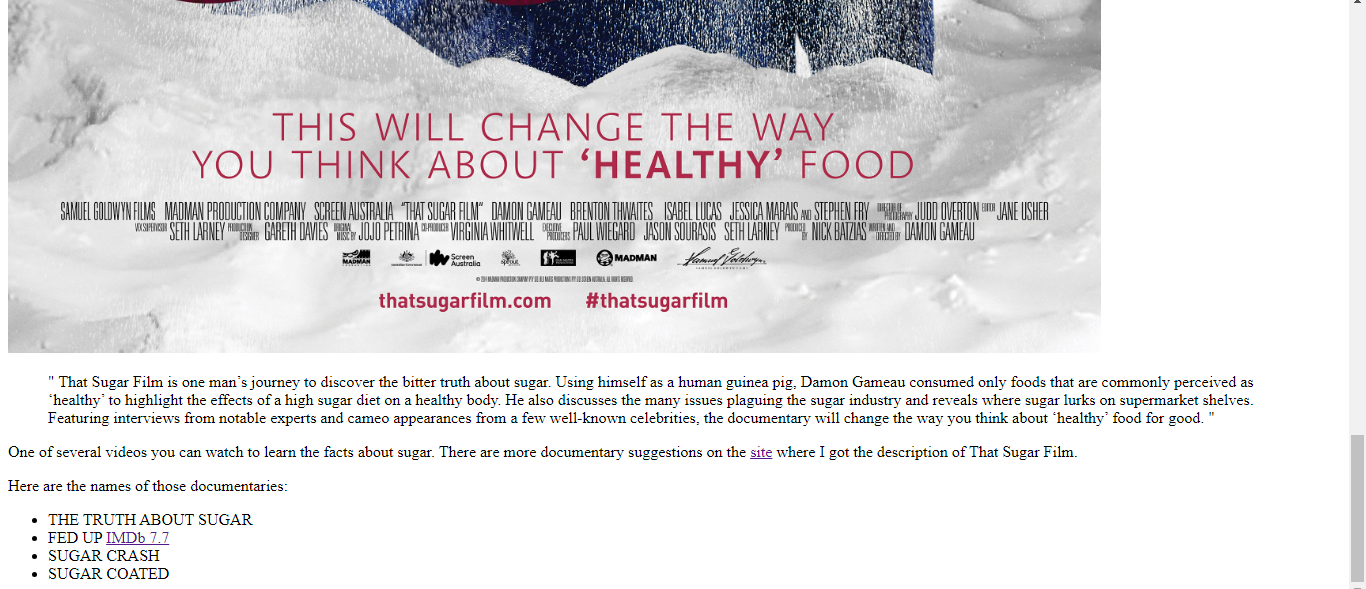 THIS WILL CHANGE THE WAY
YOU THINK ABOUT ‘HEALTHY’ FOOD
SAMUEL GOLDWYN FILMS MADMAN PRODUCTION COMPANY SCREEN AUSTRALIA "THAT SUGAR FILM" DAMON GAMEAU BRENTON THWAITES ISABEL LUCAS JESSICA MARAIS AND STEPHEN FRY DIRECTOR OF PHOTOGRAPHY JUDD OVERTON EDITOR JANE USHER
VFX SUPERVISOR SETH LARNEY PRODUCTION DESIGNER GARETH DAVIES ORIGINAL MUSIC BY JOJO PETRINA CO-PRODUCER VIRGINIA WHITWELL EXECUTIVE PRODUCERS PAUL WIEGARD JASON SOURASIS SETH LARNEY PRODUCED BY NICK BATZIAS WRITTEN AND DIRECTED BY DAMON GAMEAU
MADMAN Screen Australia sprout MADMAN Samuel Goldwyn
thatsugarfilm.com #thatsugarfilm
" That Sugar Film is one man’s journey to discover the bitter truth about sugar. Using himself as a human guinea pig, Damon Gameau consumed only foods that are commonly perceived as
‘healthy’ to highlight the effects of a high sugar diet on a healthy body. He also discusses the many issues plaguing the sugar industry and reveals where sugar lurks on supermarket shelves.
Featuring interviews from notable experts and cameo appearances from a few well-known celebrities, the documentary will change the way you think about ‘healthy’ food for good. "
One of several videos you can watch to learn the facts about sugar. There are more documentary suggestions on the site where I got the description of That Sugar Film.
Here are the names of those documentaries:
THE TRUTH ABOUT SUGAR
FED UP IMDb 7.7
SUGAR CRASH
SUGAR COATED